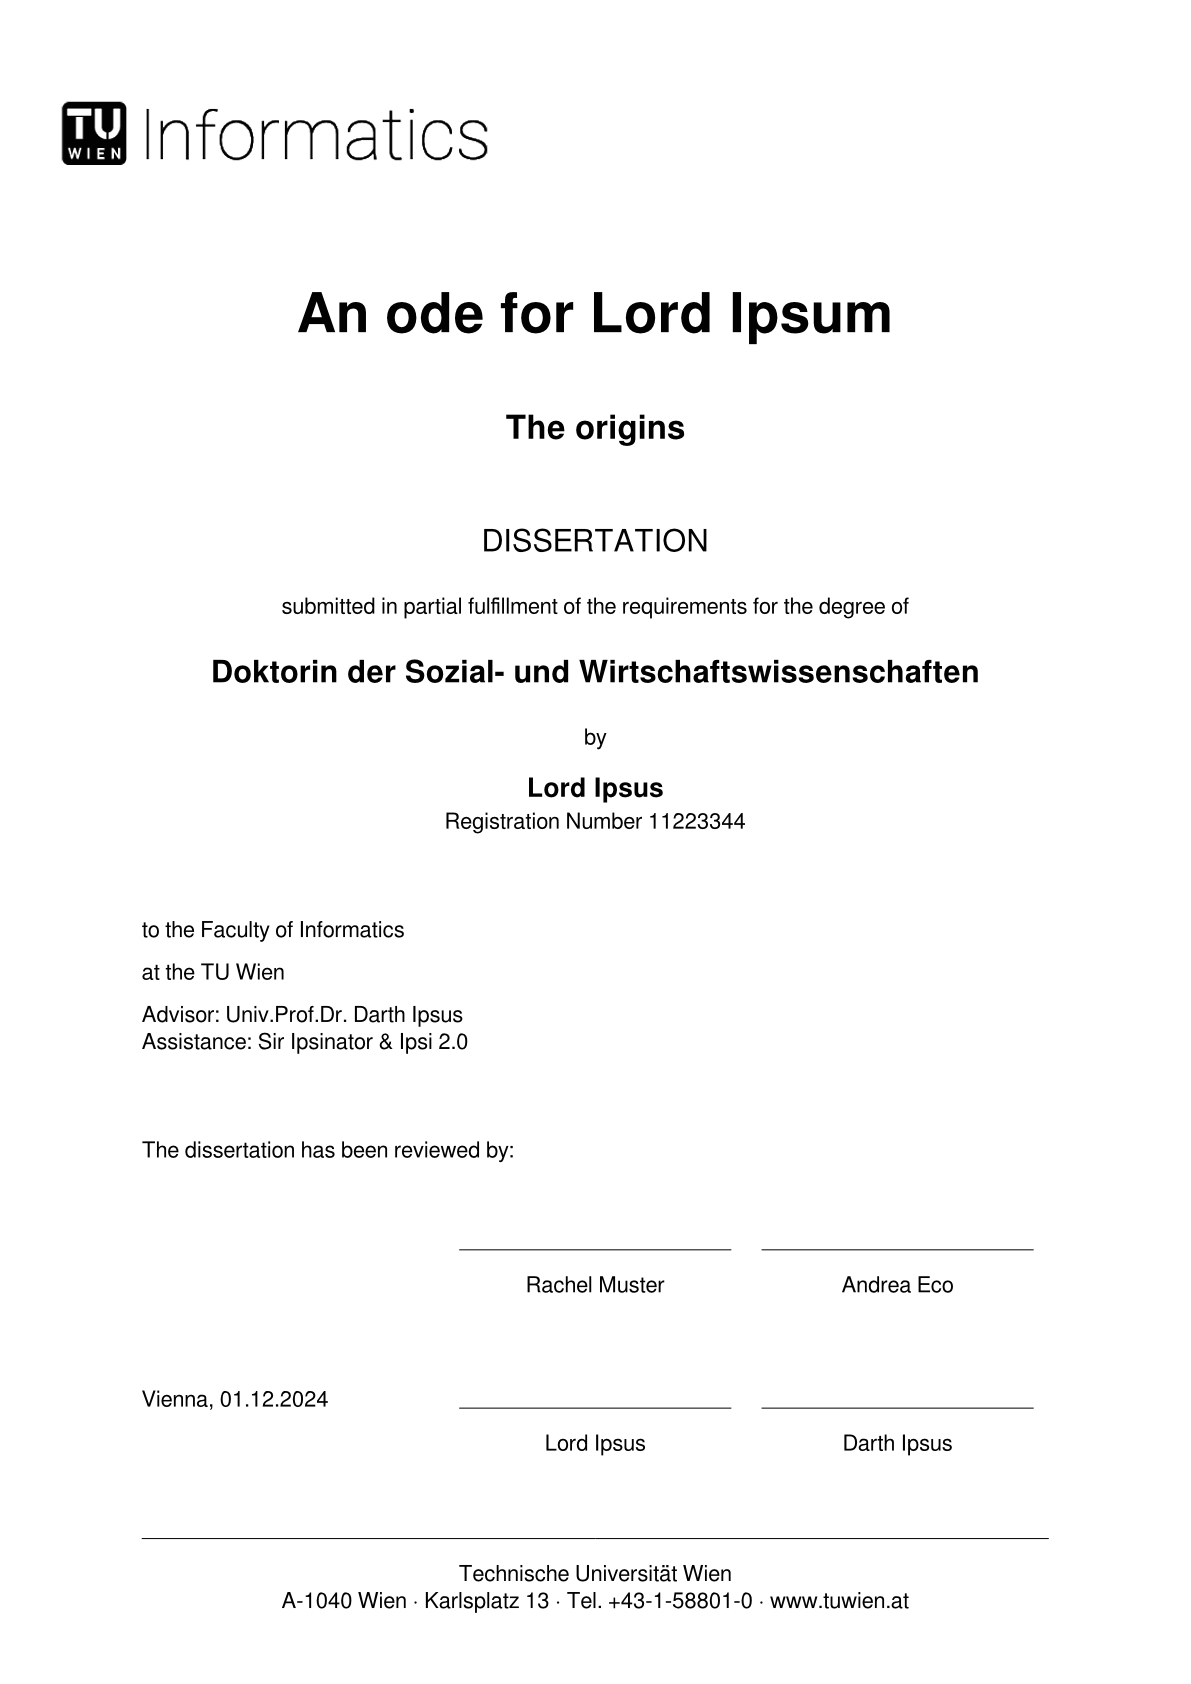 TU
WIEN
Informatics
An ode for Lord Ipsum
The origins
DISSERTATION
submitted in partial fulfillment of the requirements for the degree of
Doktorin der Sozial- und Wirtschaftswissenschaften
by
Lord Ipsus
Registration Number 11223344
to the Faculty of Informatics
at the TU Wien
Advisor: Univ.Prof.Dr. Darth Ipsus
Assistance: Sir Ipsinator & Ipsi 2.0
The dissertation has been reviewed by:
Rachel Muster Andrea Eco
Vienna, 01.12.2024
Lord Ipsus Darth Ipsus
Technische Universität Wien
A-1040 Wien · Karlsplatz 13 · Tel. +43-1-58801-0 · www.tuwien.at